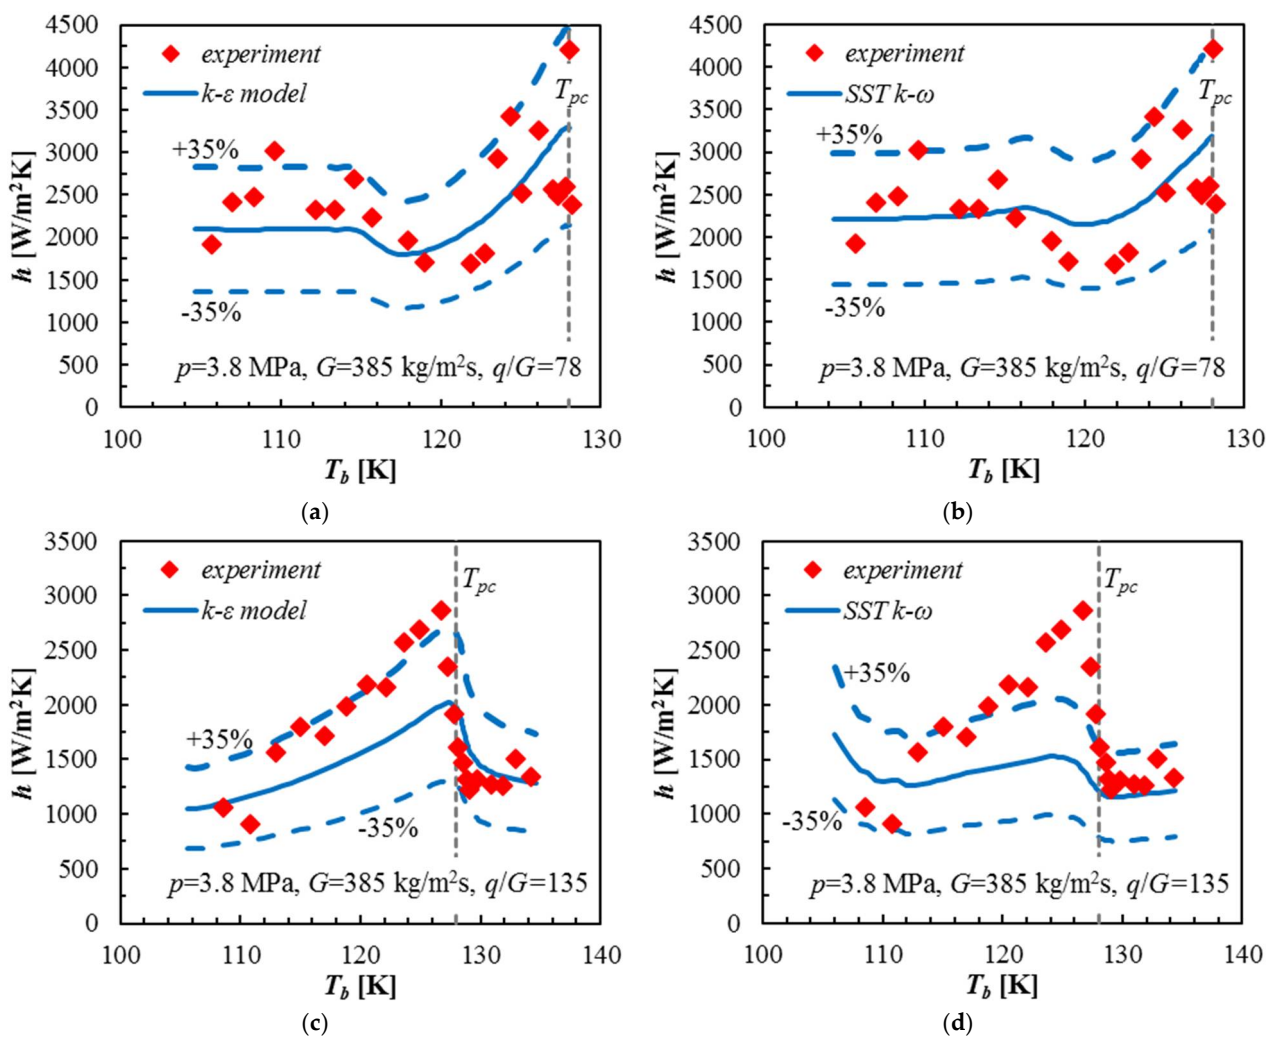 4500
4000
3500
3000
2500
2000
1500
1000
500
0
h [W/m²K]
experiment
k-ε model
T_pc
+35%
-35%
p=3.8 MPa, G=385 kg/m²s, q/G=78
100 110 120 130
T_b [K]
(a)
4500
4000
3500
3000
2500
2000
1500
1000
500
0
h [W/m²K]
experiment
SST k-ω
T_pc
+35%
-35%
p=3.8 MPa, G=385 kg/m²s, q/G=78
100 110 120 130
T_b [K]
(b)
3500
3000
2500
2000
1500
1000
500
0
h [W/m²K]
experiment
k-ε model
T_pc
+35%
-35%
p=3.8 MPa, G=385 kg/m²s, q/G=135
100 110 120 130 140
T_b [K]
(c)
3500
3000
2500
2000
1500
1000
500
0
h [W/m²K]
experiment
SST k-ω
T_pc
+35%
-35%
p=3.8 MPa, G=385 kg/m²s, q/G=135
100 110 120 130 140
T_b [K]
(d)